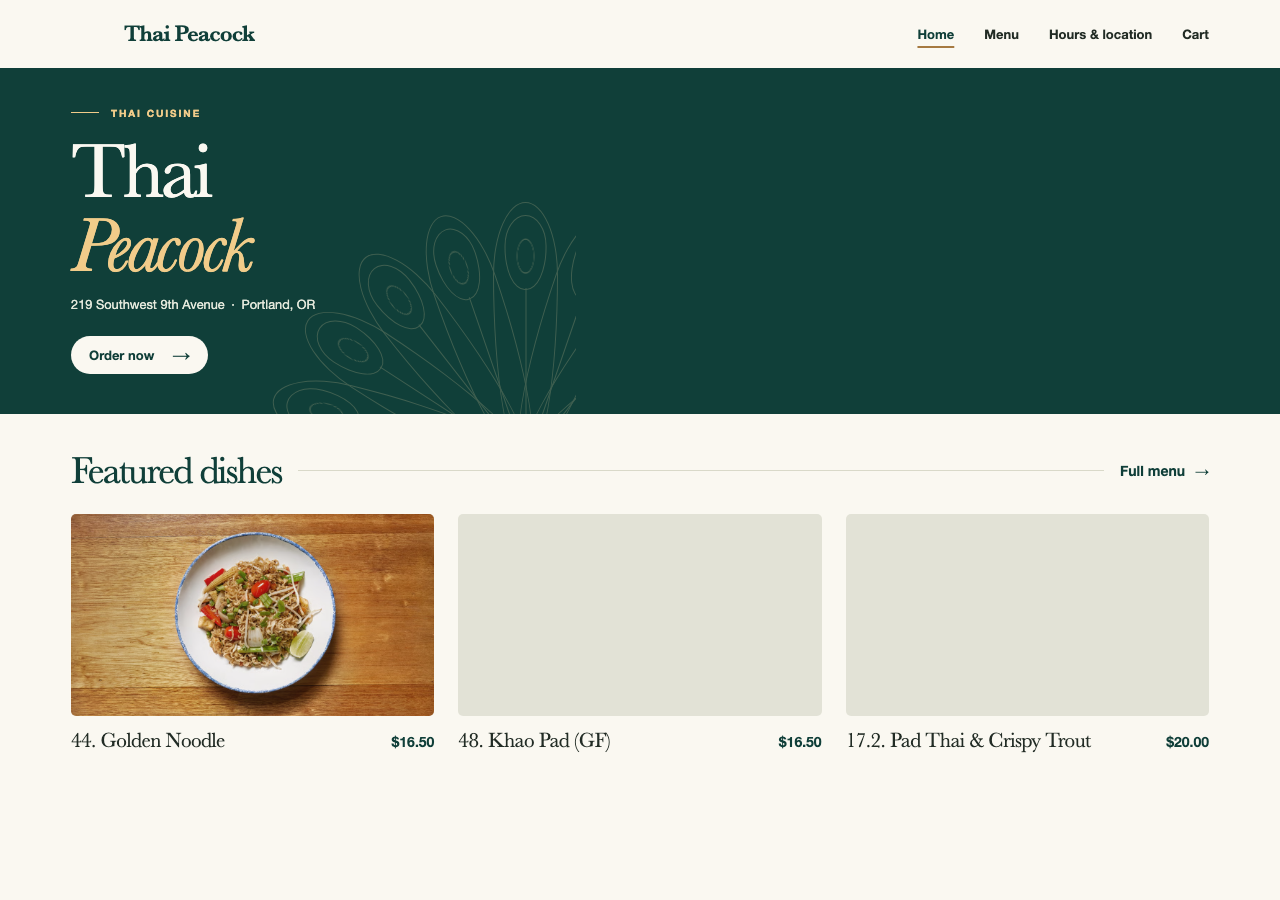 Thai Peacock
Home Menu Hours & location Cart
THAI CUISINE
Thai
Peacock
219 Southwest 9th Avenue · Portland, OR
Order now →
Featured dishes
Full menu →
44. Golden Noodle $16.50
48. Khao Pad (GF) $16.50
17.2. Pad Thai & Crispy Trout $20.00